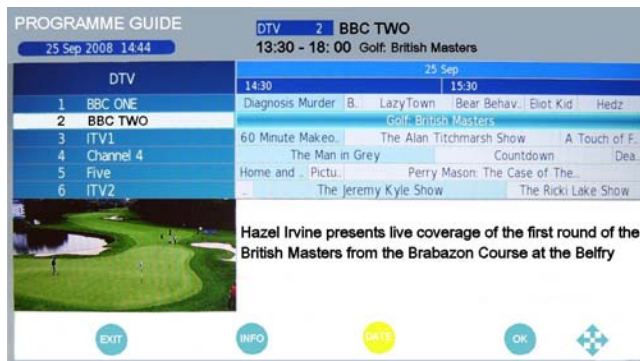 PROGRAMME GUIDE
25 Sep 2008 14:44
DTV 2 BBC TWO
13:30 - 18: 00 Golf: British Masters
DTV
25 Sep
14:30 15:30
1 BBC ONE Diagnosis Murder B.. LazyTown Bear Behav.. Eliot Kid Hedz
2 BBC TWO Golf: British Masters
3 ITV1 60 Minute Makeo.. The Alan Titchmarsh Show A Touch of F..
4 Channel 4 The Man in Grey Countdown Dea..
5 Five Home and .. Pictu.. Perry Mason: The Case of The..
6 ITV2 .. The Jeremy Kyle Show The Ricki Lake Show
Hazel Irvine presents live coverage of the first round of the
British Masters from the Brabazon Course at the Belfry
EXIT INFO DATE OK